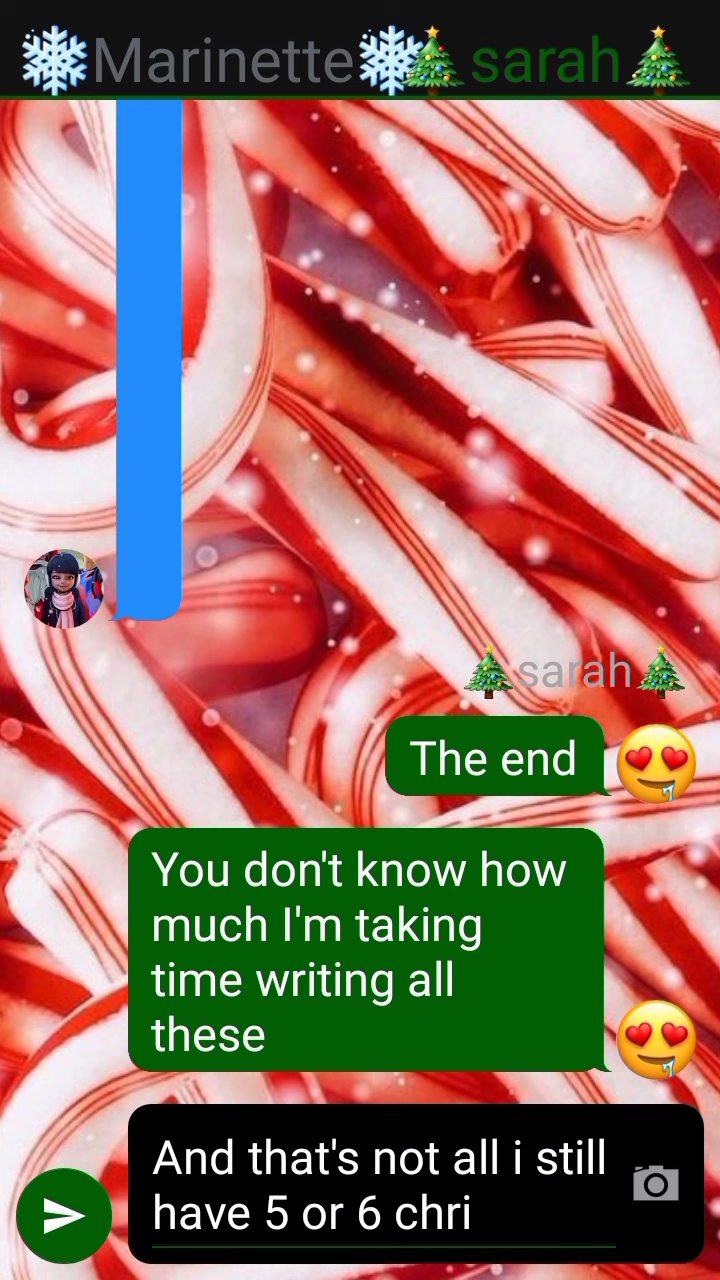 ❄Marinette❄🎄sarah🎄
🎄sarah🎄
The end
You don't know how
much I'm taking
time writing all
these
And that's not all i still
have 5 or 6 chri